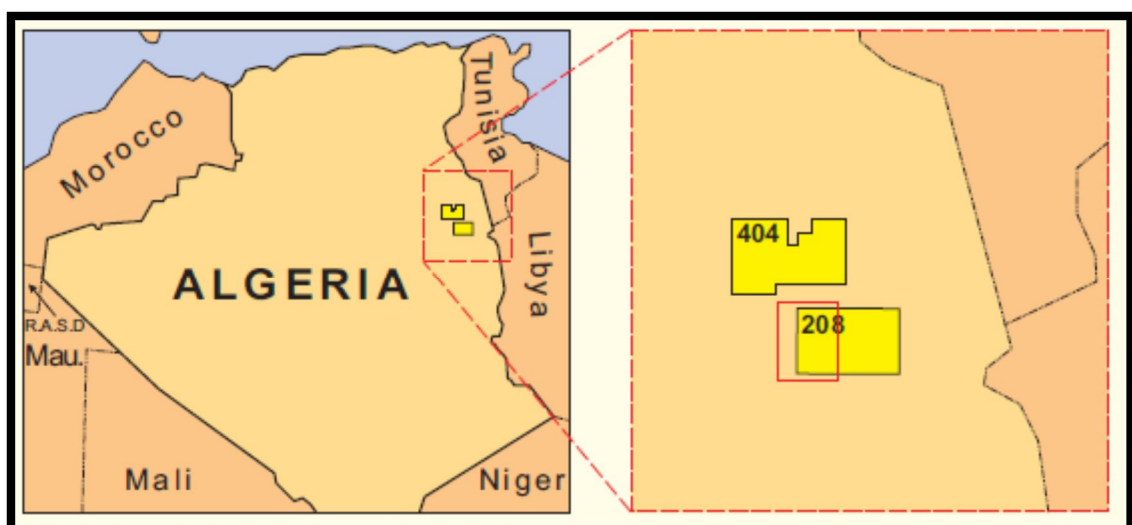 Tunisia
Morocco
404
ALGERIA
Libya
208
R.A.S.D
Mau.
Mali
Niger